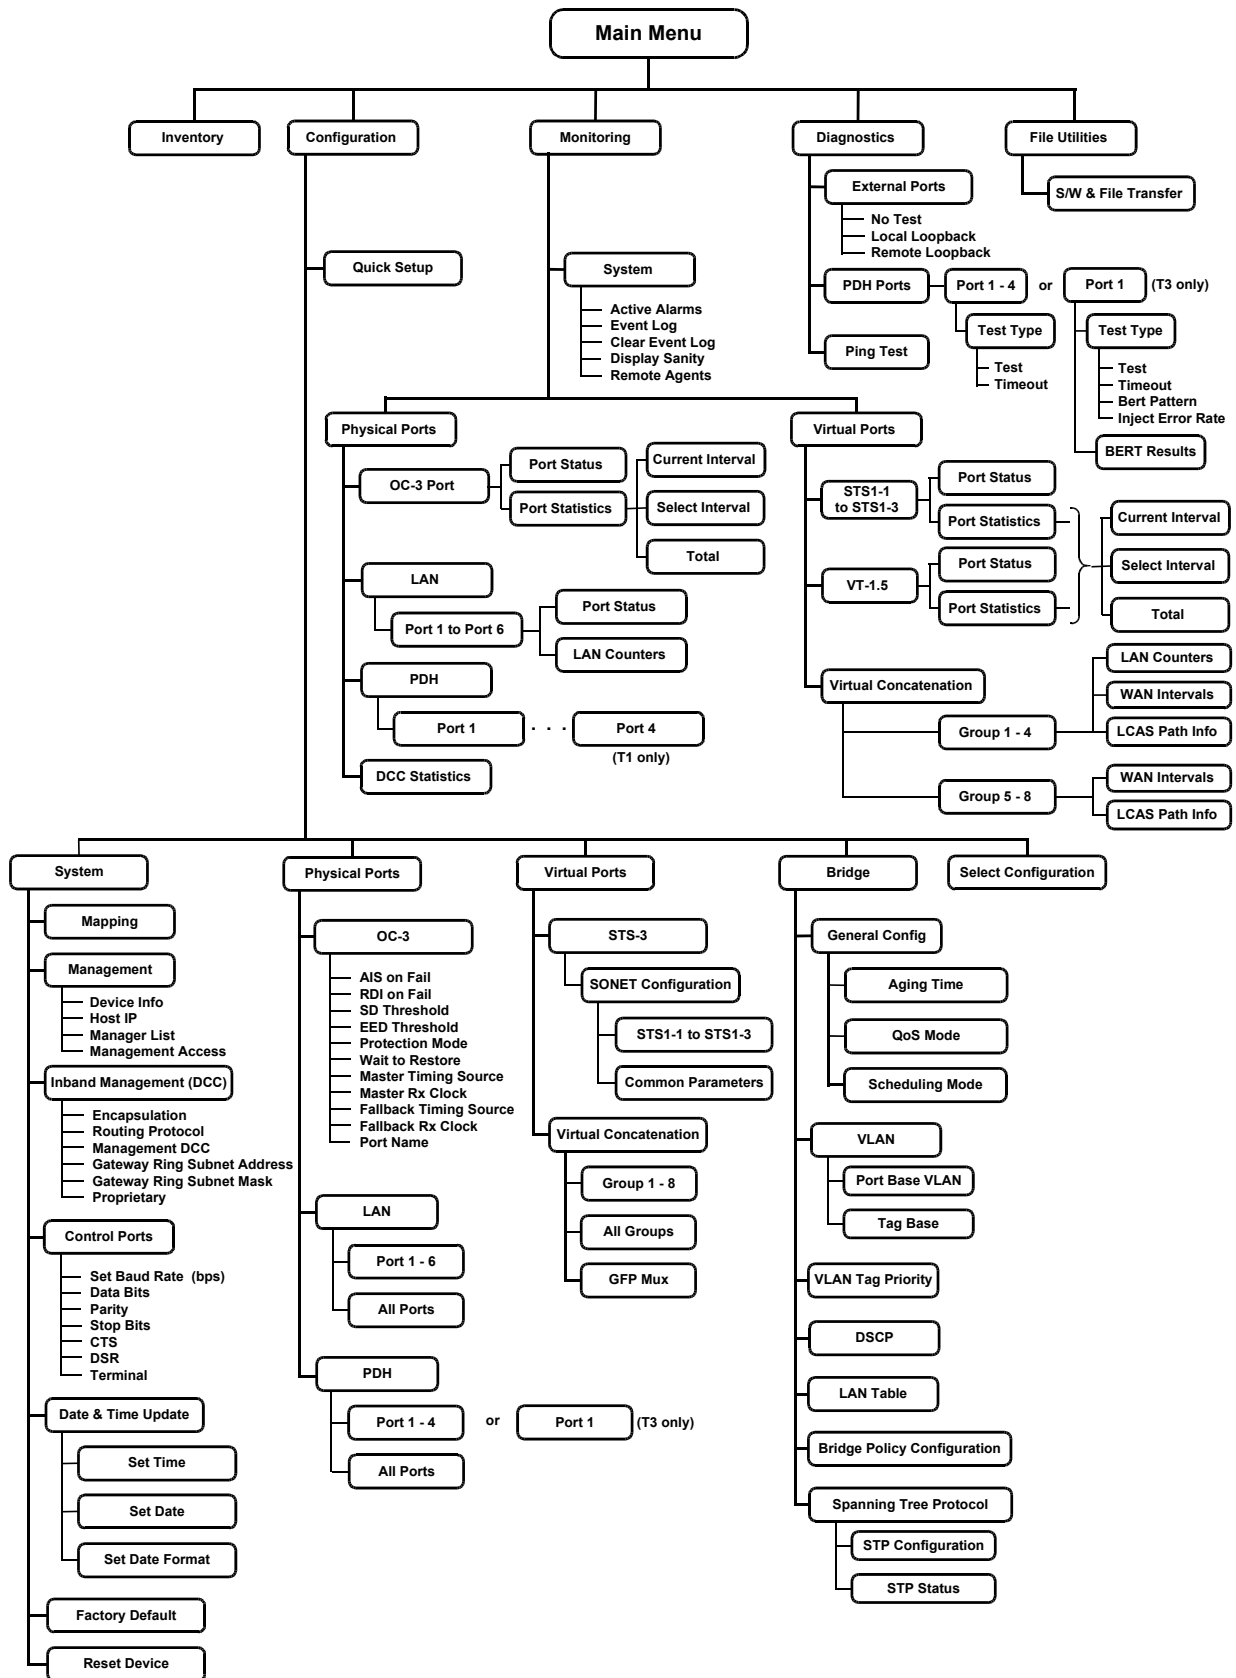 Main Menu
Inventory
Configuration
Monitoring
Diagnostics
File Utilities
External Ports
S/W & File Transfer
No Test
Local Loopback
Remote Loopback
Quick Setup
System
Active Alarms
Event Log
Clear Event Log
Display Sanity
Remote Agents
PDH Ports
Port 1 - 4
or
Port 1
(T3 only)
Test Type
Test
Timeout
Test Type
Test
Timeout
Bert Pattern
Inject Error Rate
BERT Results
Ping Test
Physical Ports
OC-3 Port
Port Status
Port Statistics
Current Interval
Select Interval
Total
LAN
Port 1 to Port 6
Port Status
LAN Counters
PDH
Port 1
. . .
Port 4
(T1 only)
DCC Statistics
Virtual Ports
STS1-1
to STS1-3
Port Status
Port Statistics
VT-1.5
Port Status
Port Statistics
Current Interval
Select Interval
Total
Virtual Concatenation
Group 1 - 4
LAN Counters
WAN Intervals
LCAS Path Info
Group 5 - 8
WAN Intervals
LCAS Path Info
System
Mapping
Management
Device Info
Host IP
Manager List
Management Access
Inband Management (DCC)
Encapsulation
Routing Protocol
Management DCC
Gateway Ring Subnet Address
Gateway Ring Subnet Mask
Proprietary
Control Ports
Set Baud Rate (bps)
Data Bits
Parity
Stop Bits
CTS
DSR
Terminal
Date & Time Update
Set Time
Set Date
Set Date Format
Factory Default
Reset Device
Physical Ports
OC-3
AIS on Fail
RDI on Fail
SD Threshold
EED Threshold
Protection Mode
Wait to Restore
Master Timing Source
Master Rx Clock
Fallback Timing Source
Fallback Rx Clock
Port Name
LAN
Port 1 - 6
All Ports
PDH
Port 1 - 4
or
Port 1
(T3 only)
All Ports
Virtual Ports
STS-3
SONET Configuration
STS1-1 to STS1-3
Common Parameters
Virtual Concatenation
Group 1 - 8
All Groups
GFP Mux
Bridge
General Config
Aging Time
QoS Mode
Scheduling Mode
VLAN
Port Base VLAN
Tag Base
VLAN Tag Priority
DSCP
LAN Table
Bridge Policy Configuration
Spanning Tree Protocol
STP Configuration
STP Status
Select Configuration